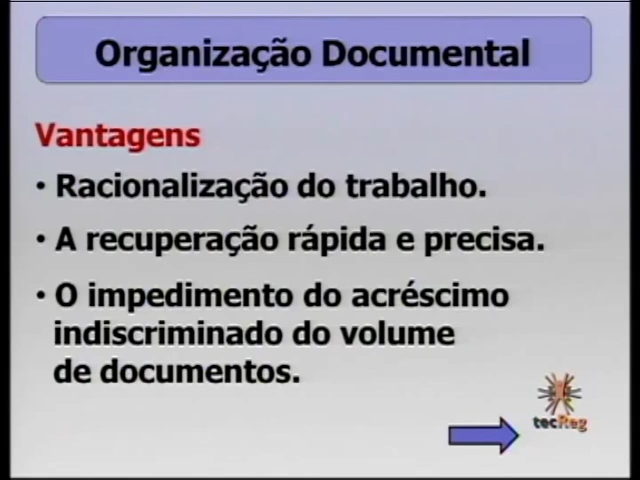 Organização Documental
Vantagens
• Racionalização do trabalho.
• A recuperação rápida e precisa.
• O impedimento do acréscimo
indiscriminado do volume
de documentos.
tecReg